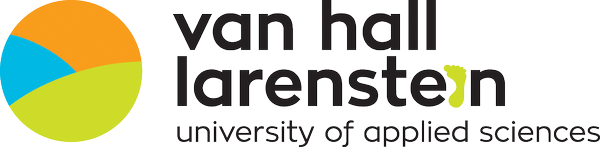 van hall
larenstein
university of applied sciences